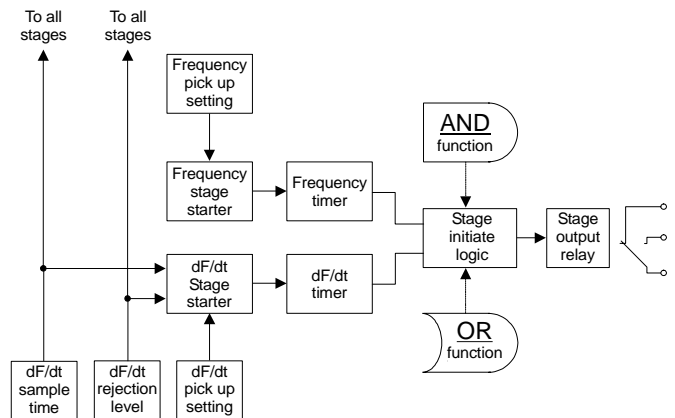 To all
stages
To all
stages
Frequency
pick up
setting
AND
function
Frequency
stage
starter
Frequency
timer
Stage
initiate
logic
Stage
output
relay
dF/dt
Stage
starter
dF/dt
timer
OR
function
dF/dt
sample
time
dF/dt
rejection
level
dF/dt
pick up
setting